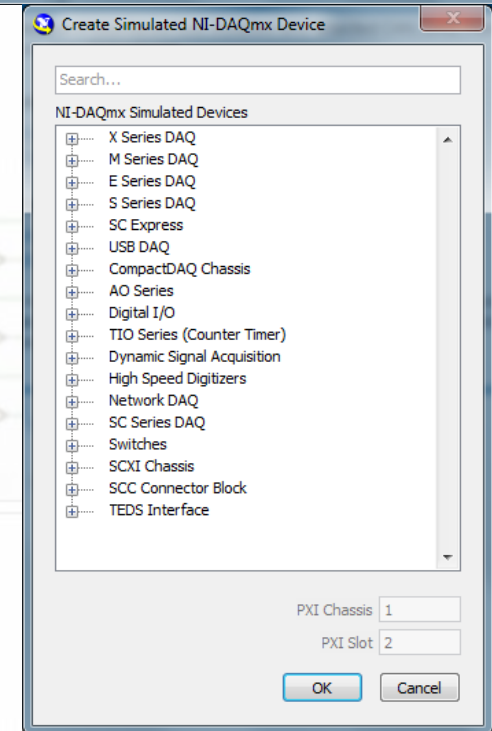 Create Simulated NI-DAQmx Device
Search...
NI-DAQmx Simulated Devices
X Series DAQ
M Series DAQ
E Series DAQ
S Series DAQ
SC Express
USB DAQ
CompactDAQ Chassis
AO Series
Digital I/O
TIO Series (Counter Timer)
Dynamic Signal Acquisition
High Speed Digitizers
Network DAQ
SC Series DAQ
Switches
SCXI Chassis
SCC Connector Block
TEDS Interface
PXI Chassis 1
PXI Slot 2
OK Cancel